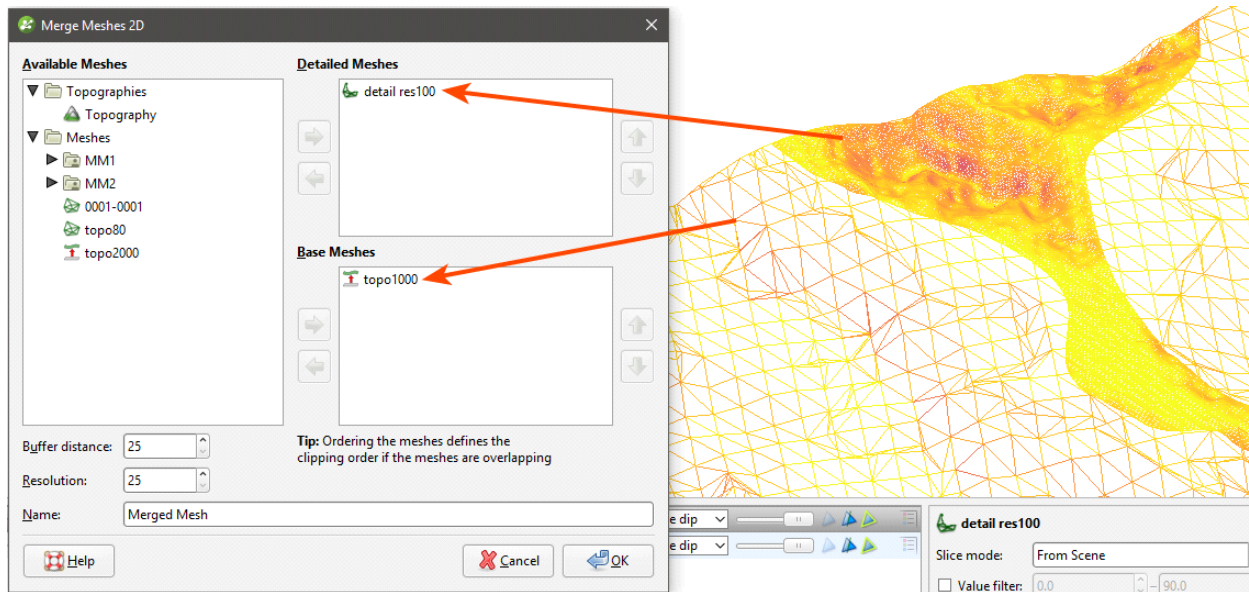 Merge Meshes 2D
Available Meshes
Topographies
Topography
Meshes
MM1
MM2
0001-0001
topo80
topo2000
Detailed Meshes
detail res100
Base Meshes
topo1000
Buffer distance: 25
Resolution: 25
Tip: Ordering the meshes defines the
clipping order if the meshes are overlapping
Name: Merged Mesh
Help
Cancel
OK
e dip
e dip
detail res100
Slice mode: From Scene
Value filter: 0.0 – 90.0